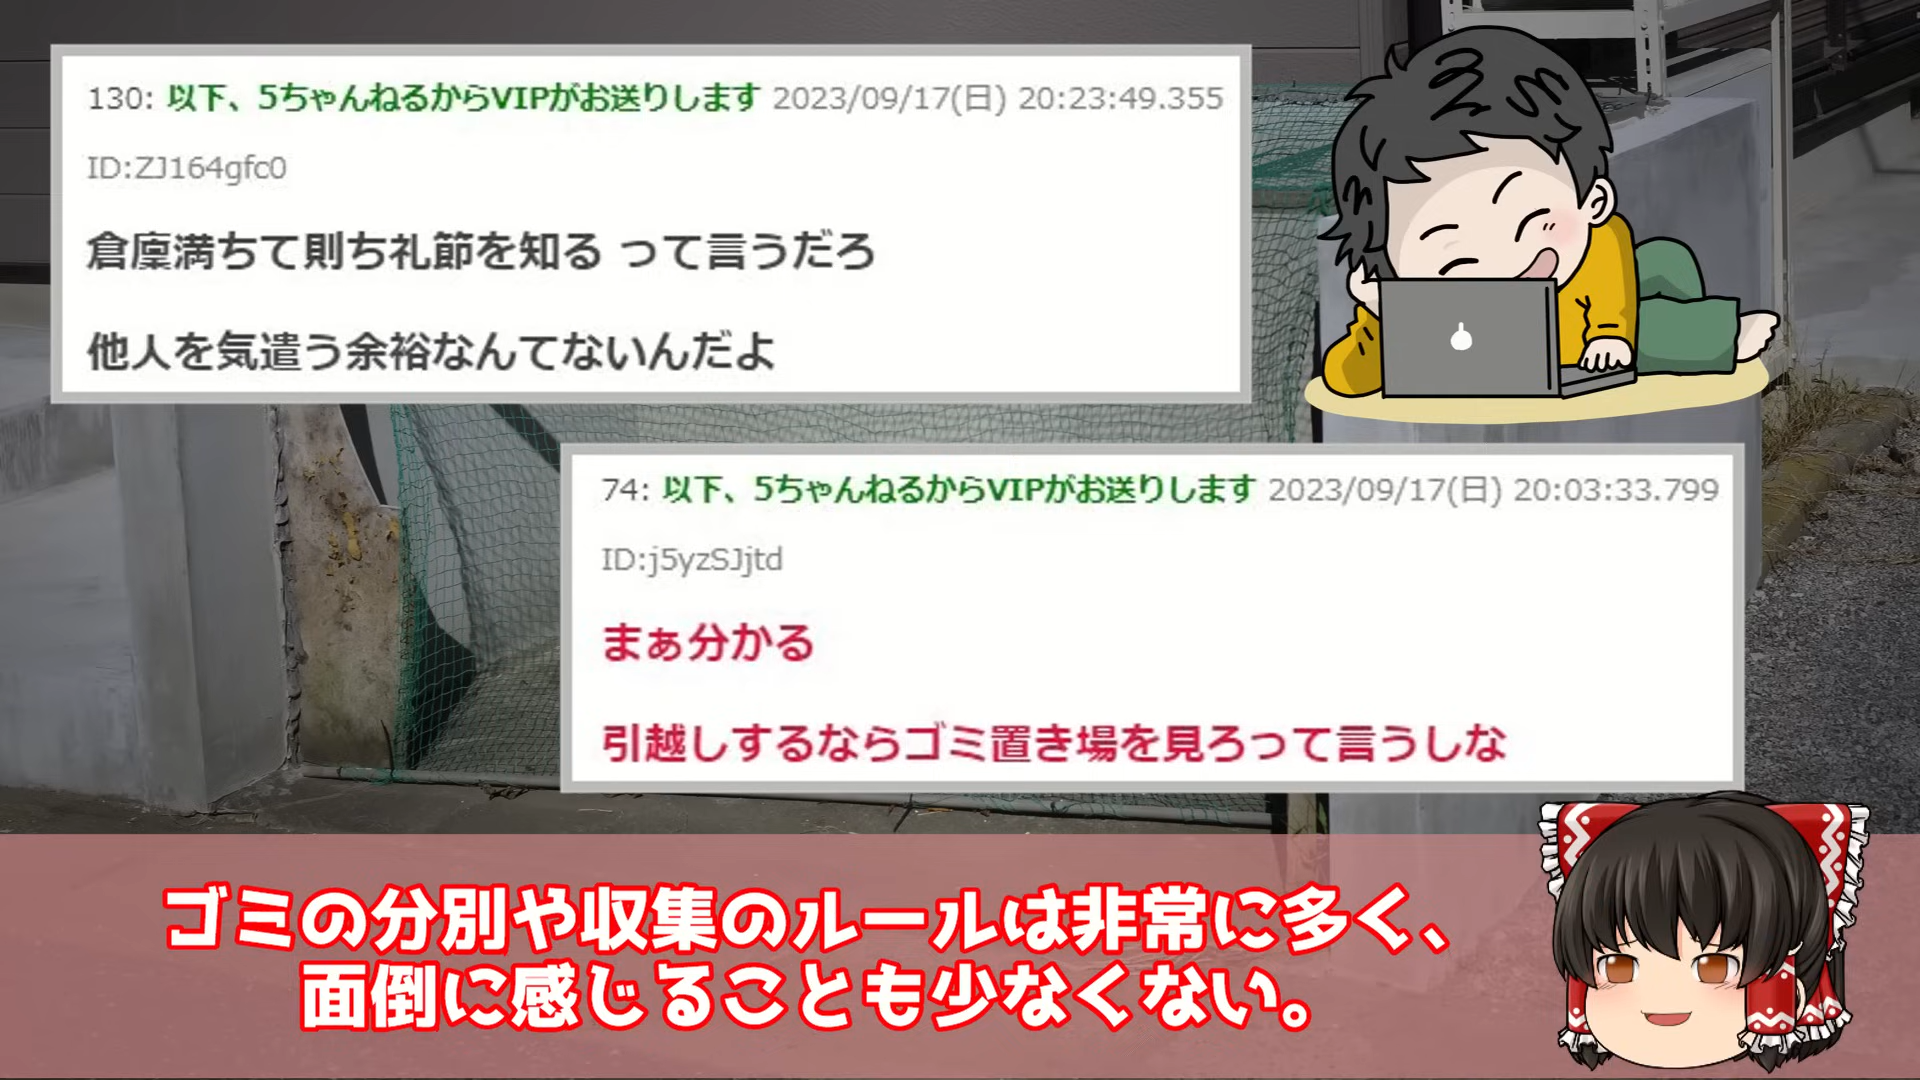 130: 以下、5ちゃんねるからVIPがお送りします 2023/09/17(日) 20:23:49.355
ID:ZJ164gfc0
倉廩満ちて則ち礼節を知る って言うだろ
他人を気遣う余裕なんてないんだよ
74: 以下、5ちゃんねるからVIPがお送りします 2023/09/17(日) 20:03:33.799
ID:j5yzSJjtd
まぁ分かる
引越しするならゴミ置き場を見ろって言うしな
ゴミの分別や収集のルールは非常に多く、
面倒に感じることも少なくない。